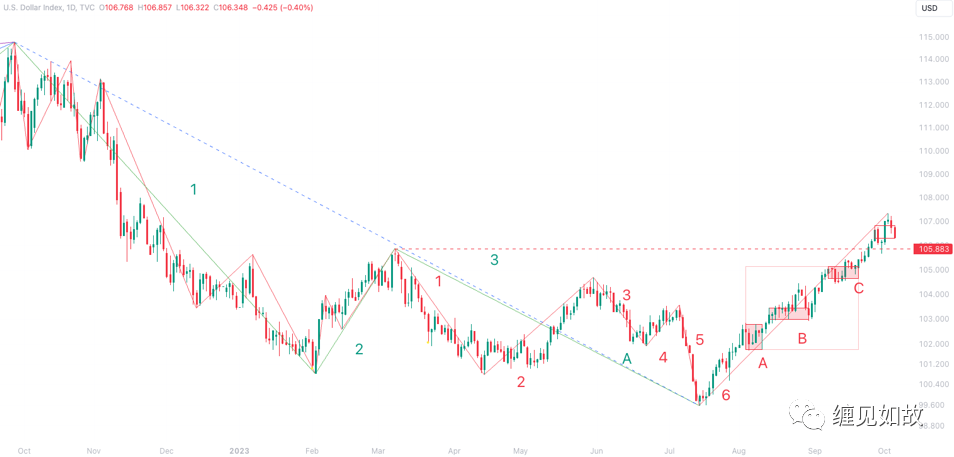 U.S. Dollar Index, 1D, TVC O106.768 H106.857 L106.322 C106.348 −0.425 (−0.40%)
USD
115.000
114.000
113.000
112.000
111.000
110.000
109.000
108.000
107.000
105.883
105.000
104.000
103.000
102.000
101.200
100.400
99.600
98.800
1
2
3
A
1
2
3
4
5
6
A
B
C
缠见如故
Oct
Nov
Dec
2023
Feb
Mar
Apr
May
Jun
Jul
Aug
Sep
Oct